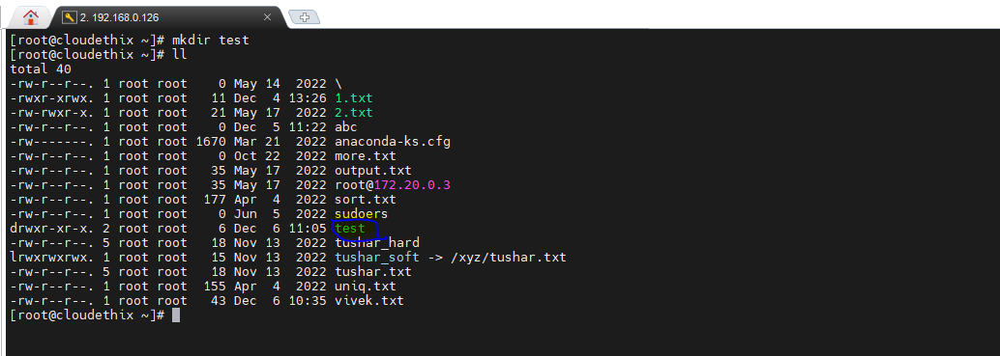 2. 192.168.0.126
[root@cloudethix ~]# mkdir test
[root@cloudethix ~]# ll
total 40
-rw-r--r--. 1 root root    0 May 14  2022 \
-rwxr-xrwx. 1 root root   11 Dec  4 13:26 1.txt
-rw-rwxr-x. 1 root root   21 May 17  2022 2.txt
-rw-r--r--. 1 root root    0 Dec  5 11:22 abc
-rw-------. 1 root root 1670 Mar 21  2022 anaconda-ks.cfg
-rw-r--r--. 1 root root    0 Oct 22  2022 more.txt
-rw-r--r--. 1 root root   35 May 17  2022 output.txt
-rw-r--r--. 1 root root   35 May 17  2022 root@172.20.0.3
-rw-r--r--. 1 root root  177 Apr  4  2022 sort.txt
-rw-r--r--. 1 root root    0 Jun  5  2022 sudoers
drwxr-xr-x. 2 root root    6 Dec  6 11:05 test
-rw-r--r--. 5 root root   18 Nov 13  2022 tushar_hard
lrwxrwxrwx. 1 root root   15 Nov 13  2022 tushar_soft -> /xyz/tushar.txt
-rw-r--r--. 5 root root   18 Nov 13  2022 tushar.txt
-rw-r--r--. 1 root root  155 Apr  4  2022 uniq.txt
-rw-r--r--. 1 root root   43 Dec  6 10:35 vivek.txt
[root@cloudethix ~]#